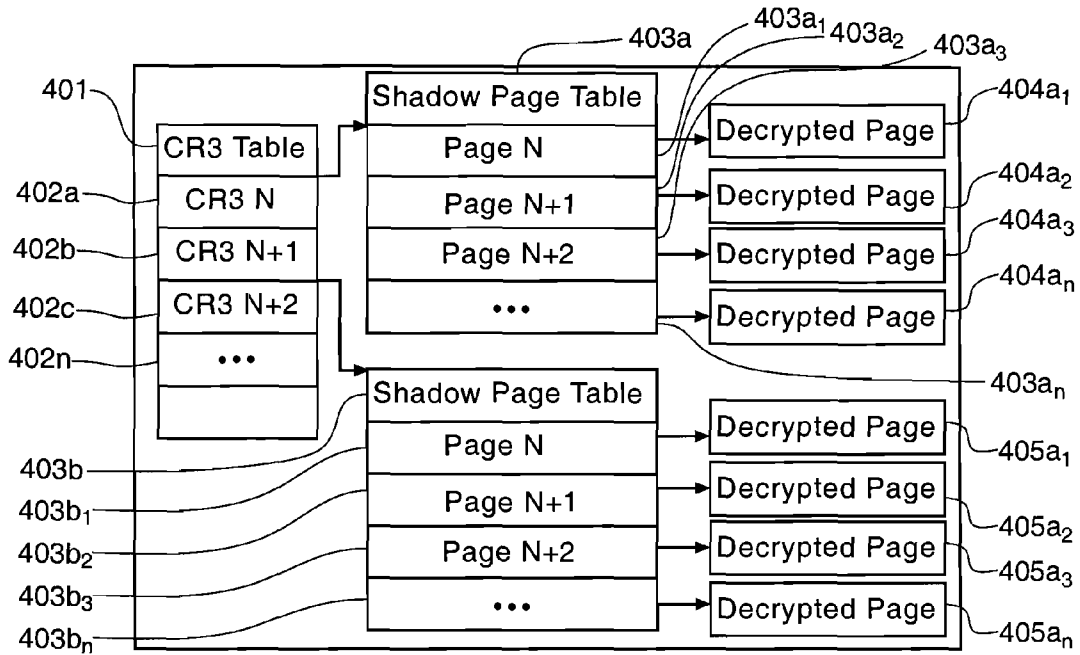 403a
403a1
403a2
403a3
401
Shadow Page Table
404a1
CR3 Table
Page N
Decrypted Page
402a
CR3 N
Page N+1
Decrypted Page
404a2
402b
CR3 N+1
Page N+2
Decrypted Page
404a3
402c
CR3 N+2
•••
Decrypted Page
404an
402n
•••
403an
Shadow Page Table
Decrypted Page
403b
Page N
405a1
403b1
Page N+1
Decrypted Page
405a2
403b2
Page N+2
Decrypted Page
405a3
403b3
•••
Decrypted Page
403bn
405an